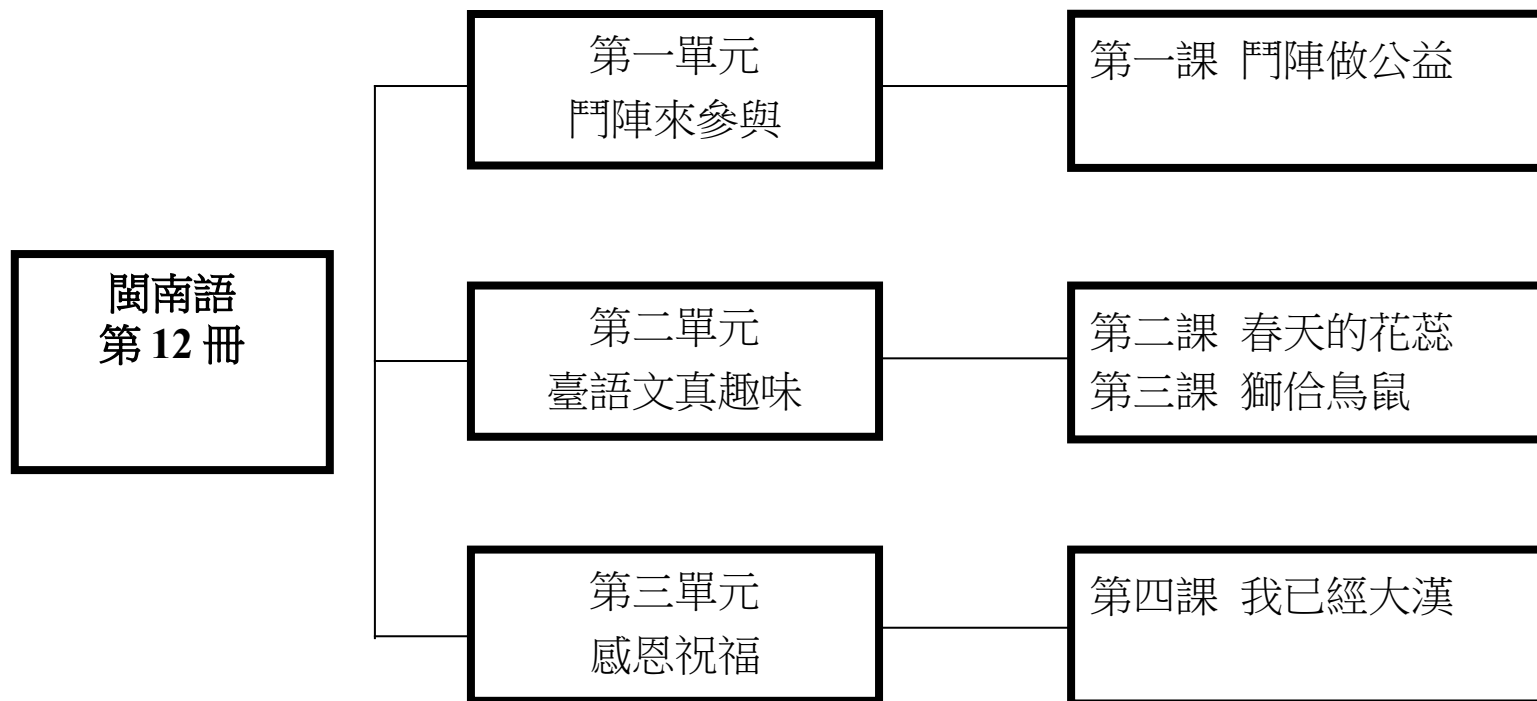 閩南語
第 12 冊
第一單元
鬥陣來參與
第一課 鬥陣做公益
第二單元
臺語文真趣味
第二課 春天的花蕊
第三課 獅佮鳥鼠
第三單元
感恩祝福
第四課 我已經大漢